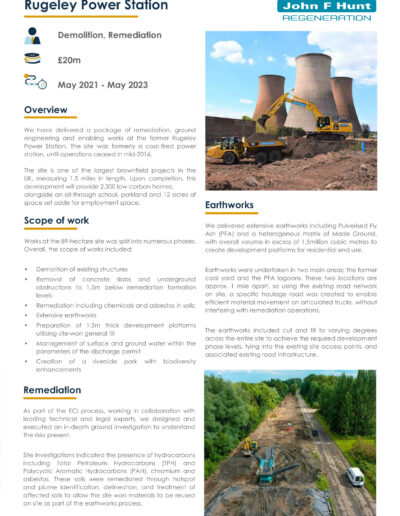 Rugeley Power Station
John F Hunt
REGENERATION
Demolition, Remediation
£20m
May 2021 - May 2023
Overview
We have delivered a package of remediation, ground
engineering and enabling works at the former Rugeley
Power Station. The site was formerly a coal-fired power
station, until operations ceased in mid-2016.
The site is one of the largest brownfield projects in the
UK, measuring 1.5 miles in length. Upon completion, this
development will provide 2,300 low carbon homes,
alongside an all-through school, parkland and 12 acres of
space set aside for employment space.
Scope of work
Works at the 89-hectare site was split into numerous phases.
Overall, the scope of works included:
• Demolition of existing structures
• Removal of concrete slabs and underground
obstructions to 1.5m below remediation formation
levels
• Remediation including chemicals and asbestos in soils;
• Extensive earthworks
• Preparation of 1.5m thick development platforms
utilising site-won general fill
• Management of surface and ground water within the
parameters of the discharge permit
• Creation of a riverside park with biodiversity
enhancements
Remediation
As part of the ECI process, working in collaboration with
leading technical and legal experts, we designed and
executed an in-depth ground investigation to understand
the risks present.
Site investigations indicated the presence of hydrocarbons
including Total Petroleum Hydrocarbons (TPH) and
Polycyclic Aromatic Hydrocarbons (PAH), chromium and
asbestos. These soils were remediated through hotspot
and plume identification, delineation, and treatment of
affected soils to allow the site won materials to be reused
on site as part of the earthworks process.
Earthworks
We delivered extensive earthworks including Pulverised Fly
Ash (PFA) and a heterogenous matrix of Made Ground,
with overall volume in excess of 1.5million cubic metres to
create development platforms for residential end use.
Earthworks were undertaken in two main areas; the former
coal yard and the PFA lagoons. These two locations are
approx. 1 mile apart, so using the existing road network
on site, a specific haulage road was created to enable
efficient material movement on articulated trucks, without
interfering with remediation operations.
The earthworks included cut and fill to varying degrees
across the entire site to achieve the required development
phase levels, tying into the existing site access points, and
associated existing road infrastructure.